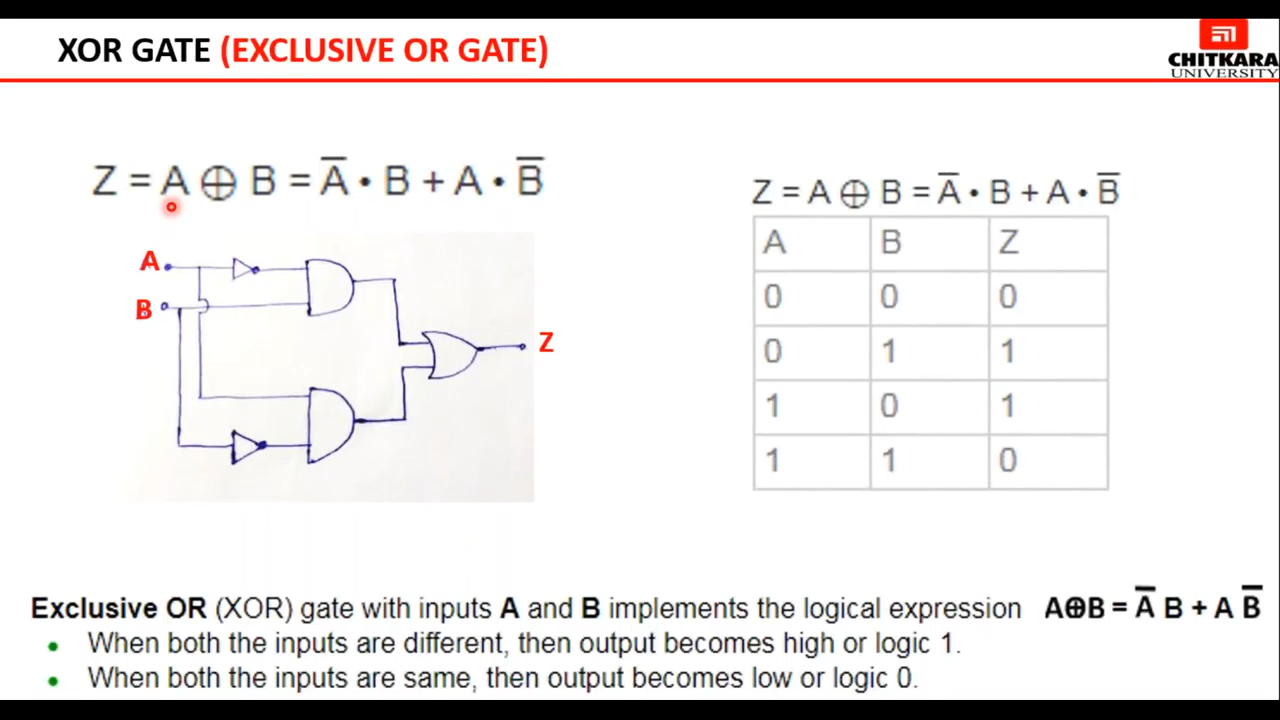 XOR GATE (EXCLUSIVE OR GATE)
CHITKARA
UNIVERSITY
Z = A ⊕ B = A̅ • B + A • B̅
A
B
Z
Z = A ⊕ B = A̅ • B + A • B̅
A B Z
0 0 0
0 1 1
1 0 1
1 1 0
Exclusive OR (XOR) gate with inputs A and B implements the logical expression A⊕B = A̅ B + A B̅
• When both the inputs are different, then output becomes high or logic 1.
• When both the inputs are same, then output becomes low or logic 0.